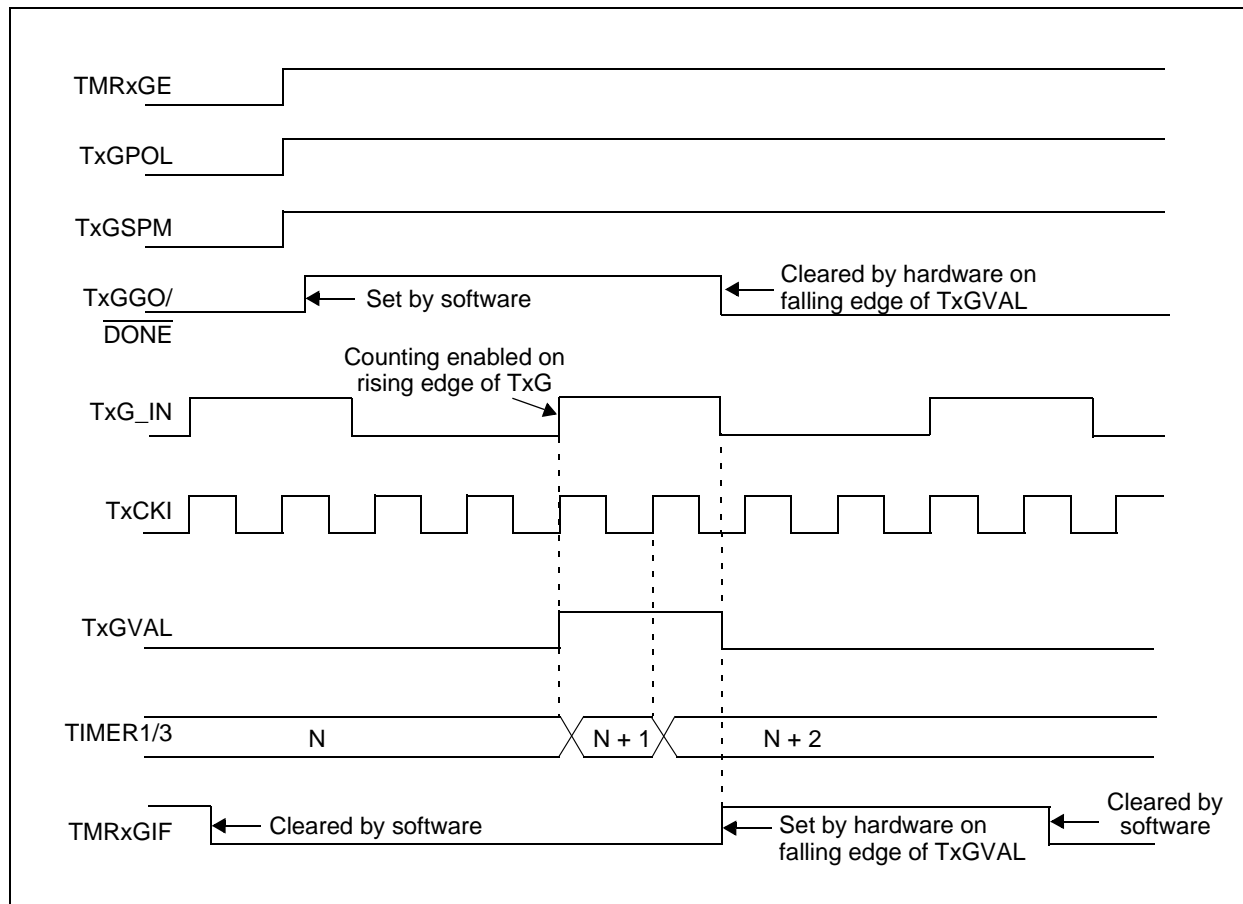 TMRxGE
TxGPOL
TxGSPM
TxGGO/
DONE
Set by software
Cleared by hardware on
falling edge of TxGVAL
Counting enabled on
rising edge of TxG
TxG_IN
TxCKI
TxGVAL
TIMER1/3
N
N + 1
N + 2
TMRxGIF
Cleared by software
Set by hardware on
falling edge of TxGVAL
Cleared by
software